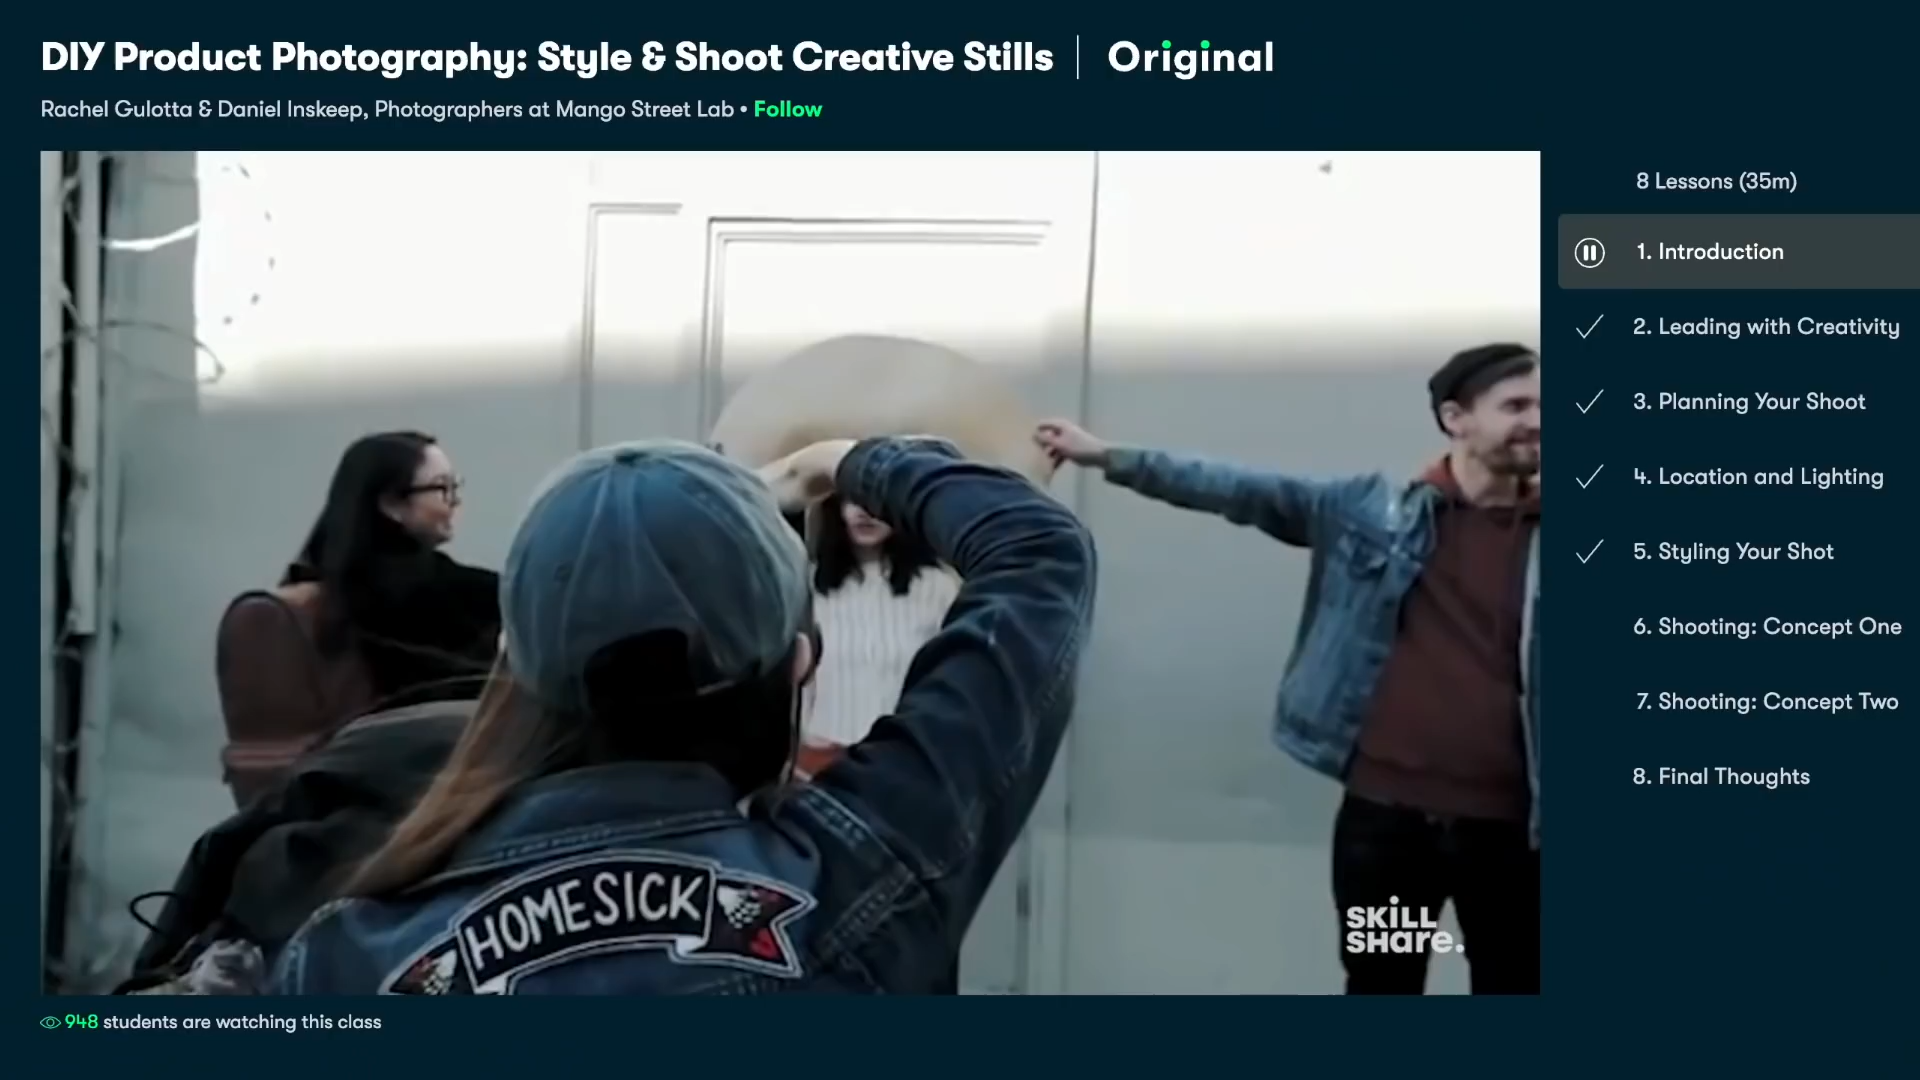 DIY Product Photography: Style & Shoot Creative Stills | Original
Rachel Gulotta & Daniel Inskeep, Photographers at Mango Street Lab • Follow
8 Lessons (35m)
1. Introduction
2. Leading with Creativity
3. Planning Your Shoot
4. Location and Lighting
5. Styling Your Shot
6. Shooting: Concept One
7. Shooting: Concept Two
8. Final Thoughts
HOMESICK
SKiLL
SHare.
948 students are watching this class